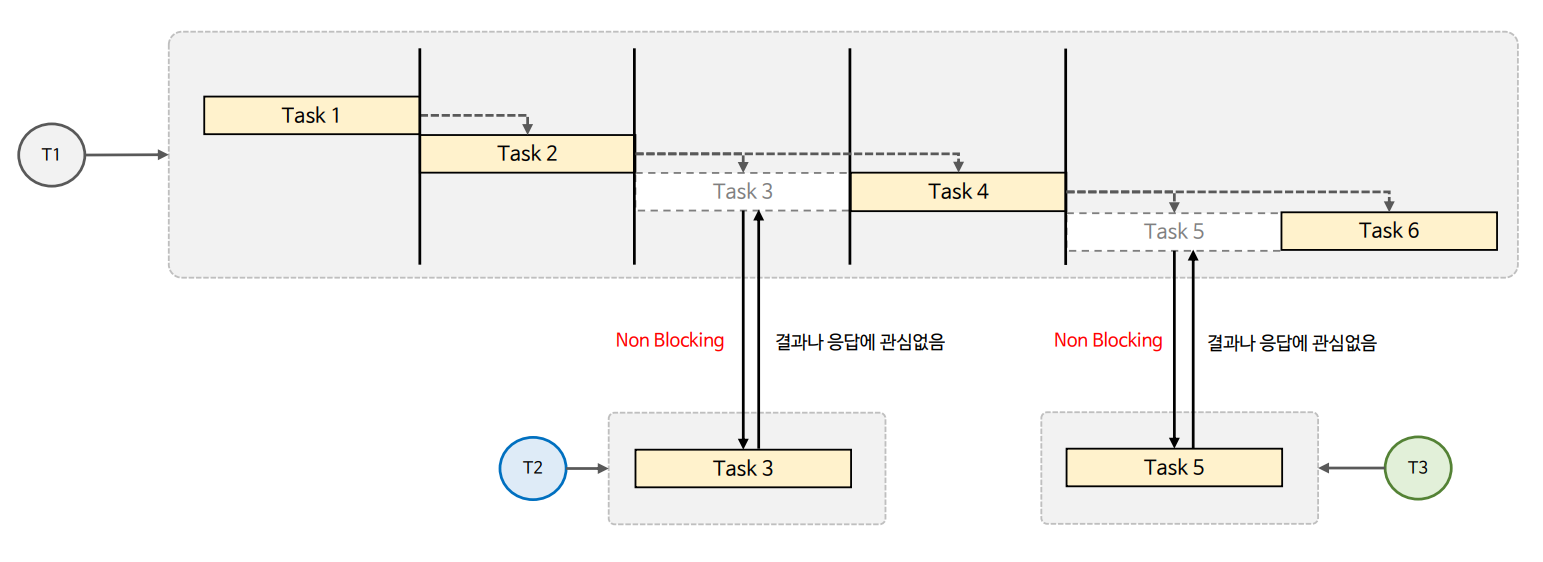 Task 1
T1
Task 2
Task 3
Task 4
Task 5
Task 6
Non Blocking
결과나 응답에 관심없음
Non Blocking
결과나 응답에 관심없음
T2
Task 3
Task 5
T3